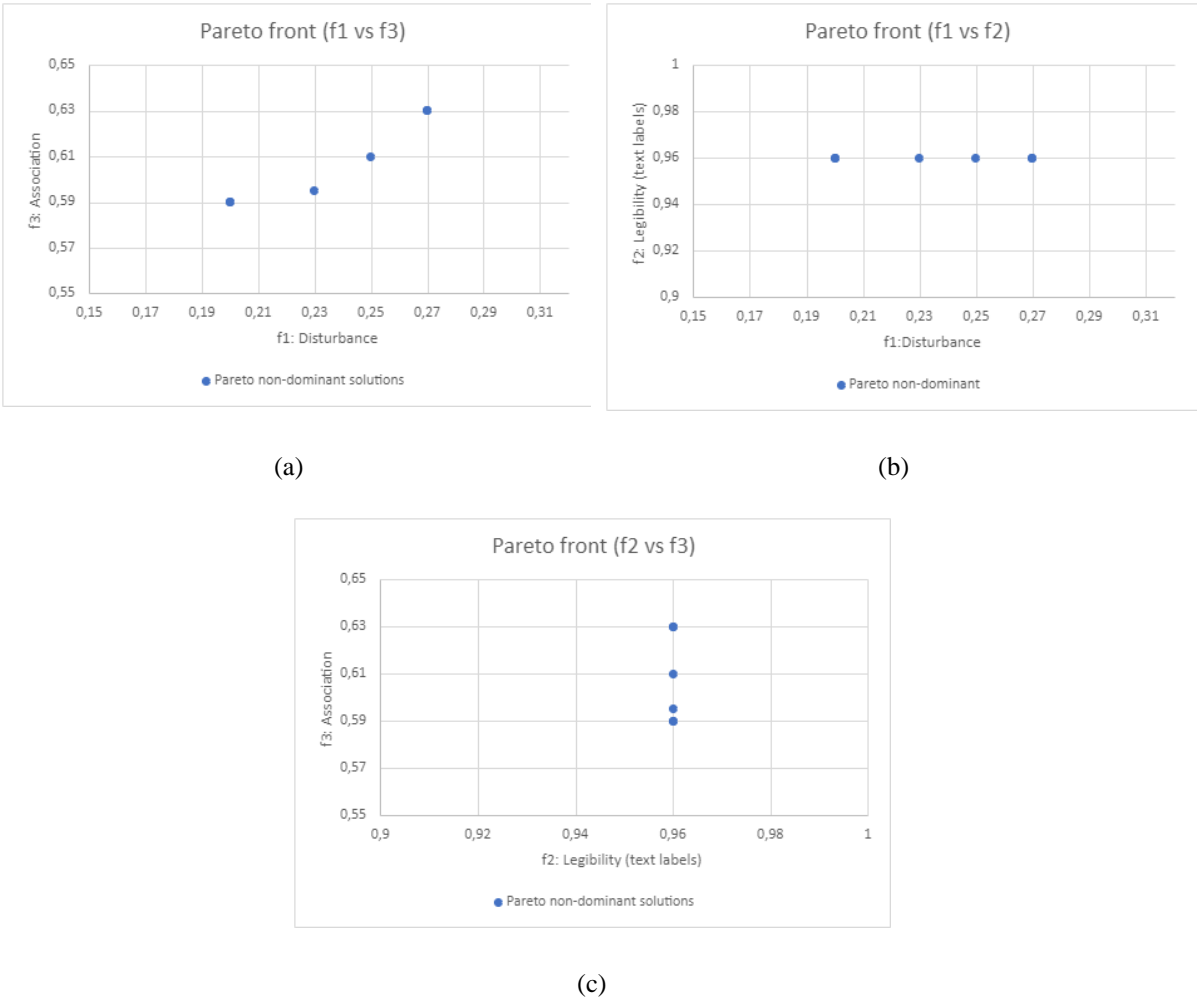 Pareto front (f1 vs f3)
0,65
0,63
0,61
0,59
0,57
0,55
f3: Association
0,15 0,17 0,19 0,21 0,23 0,25 0,27 0,29 0,31
f1: Disturbance
Pareto non-dominant solutions
(a)
Pareto front (f1 vs f2)
1
0,98
0,96
0,94
0,92
0,9
f2: Legibility (text labels)
0,15 0,17 0,19 0,21 0,23 0,25 0,27 0,29 0,31
f1:Disturbance
Pareto non-dominant
(b)
Pareto front (f2 vs f3)
0,65
0,63
0,61
0,59
0,57
0,55
f3: Association
0,9 0,92 0,94 0,96 0,98 1
f2: Legibility (text labels)
Pareto non-dominant solutions
(c)